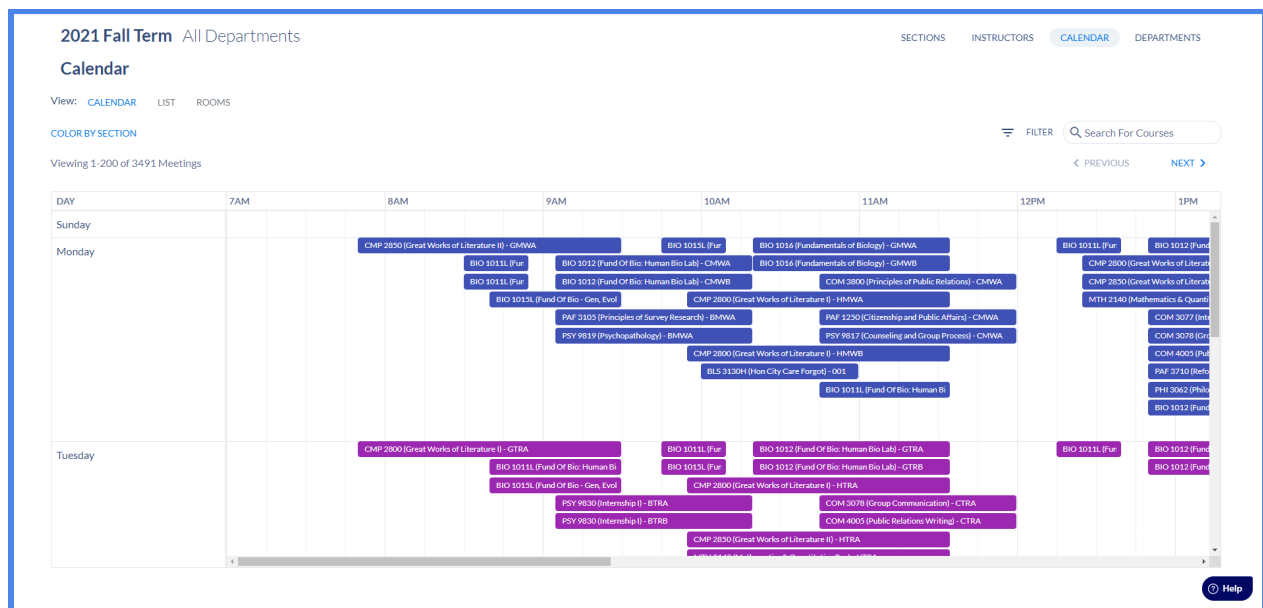 2021 Fall Term All Departments
SECTIONS INSTRUCTORS CALENDAR DEPARTMENTS
Calendar
View: CALENDAR LIST ROOMS
COLOR BY SECTION
FILTER Search For Courses
Viewing 1-200 of 3491 Meetings
PREVIOUS NEXT
DAY 7AM 8AM 9AM 10AM 11AM 12PM 1PM
Sunday
Monday
CMP 2850 (Great Works of Literature II) - GMWA BIO 1015L (Fur BIO 1016 (Fundamentals of Biology) - GMWA BIO 1011L (Fur BIO 1012 (Fund
BIO 1011L (Fur BIO 1012 (Fund Of Bio: Human Bio Lab) - CMWA BIO 1016 (Fundamentals of Biology) - GMWB CMP 2800 (Great Works of Literat
BIO 1011L (Fur BIO 1012 (Fund Of Bio: Human Bio Lab) - CMWB COM 3800 (Principles of Public Relations) - CMWA CMP 2850 (Great Works of Literat
BIO 1015L (Fund Of Bio - Gen, Evol CMP 2800 (Great Works of Literature I) - HMWA MTH 2140 (Mathematics & Quanti
PAF 3105 (Principles of Survey Research) - BMWA PAF 1250 (Citizenship and Public Affairs) - CMWA COM 3077 (Int
PSY 9819 (Psychopathology) - BMWA PSY 9817 (Counseling and Group Process) - CMWA COM 3078 (Gro
CMP 2800 (Great Works of Literature I) - HMWB COM 4005 (Pub
BLS 3130H (Hon City Care Forgot) - 001 PAF 3710 (Refo
BIO 1011L (Fund Of Bio: Human Bi PHI 3062 (Philo
BIO 1012 (Fund
Tuesday
CMP 2800 (Great Works of Literature I) - GTRA BIO 1011L (Fur BIO 1012 (Fund Of Bio: Human Bio Lab) - GTRA BIO 1011L (Fur BIO 1012 (Fund
BIO 1011L (Fund Of Bio: Human Bi BIO 1015L (Fur BIO 1012 (Fund Of Bio: Human Bio Lab) - GTRB BIO 1012 (Fund
BIO 1015L (Fund Of Bio - Gen, Evol CMP 2800 (Great Works of Literature I) - HTRA
PSY 9830 (Internship I) - BTRA COM 3078 (Group Communication) - CTRA
PSY 9830 (Internship I) - BTRB COM 4005 (Public Relations Writing) - CTRA
CMP 2850 (Great Works of Literature II) - HTRA
Help